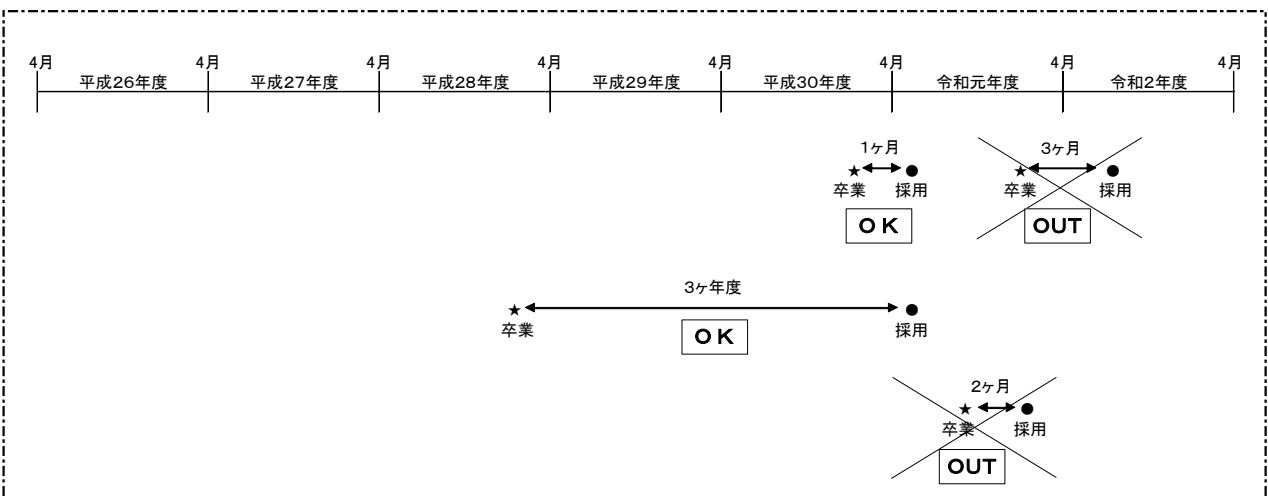 4月 4月 4月 4月 4月 4月 4月 4月
平成26年度 平成27年度 平成28年度 平成29年度 平成30年度 令和元年度 令和2年度
1ヶ月 3ヶ月
★ ● ★ ●
卒業 採用 卒業 採用
OK OUT
3ヶ年度
★ ●
卒業 採用
OK
2ヶ月
★ ●
卒業 採用
OUT